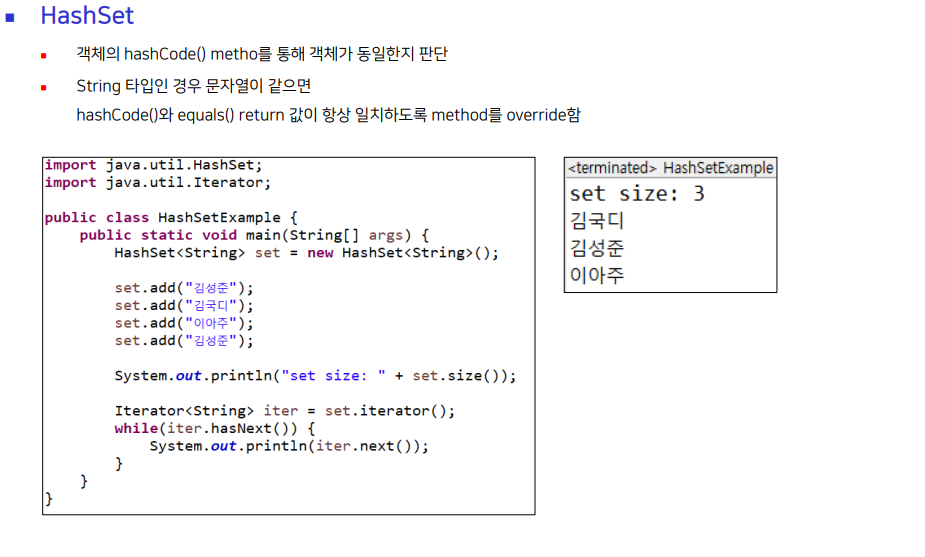 HashSet
객체의 hashCode() metho를 통해 객체가 동일한지 판단
String 타입인 경우 문자열이 같으면
hashCode()와 equals() return 값이 항상 일치하도록 method를 override함
import java.util.HashSet;
import java.util.Iterator;
public class HashSetExample {
    public static void main(String[] args) {
        HashSet<String> set = new HashSet<String>();
        set.add("김성준");
        set.add("김국디");
        set.add("이아주");
        set.add("김성준");
        System.out.println("set size: " + set.size());
        Iterator<String> iter = set.iterator();
        while(iter.hasNext()) {
            System.out.println(iter.next());
        }
    }
}
<terminated> HashSetExample
set size: 3
김국디
김성준
이아주